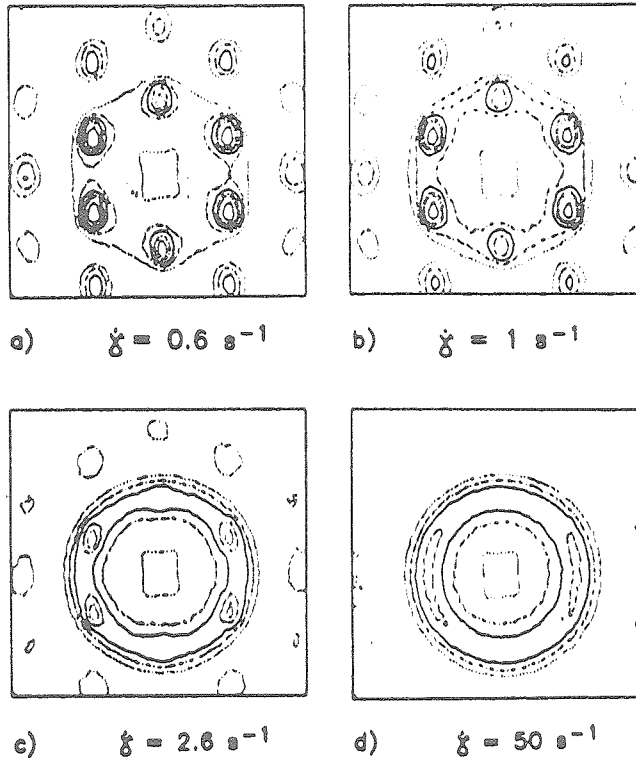 a) γ̇ = 0.6 s⁻¹
b) γ̇ = 1 s⁻¹
c) γ̇ = 2.6 s⁻¹
d) γ̇ = 50 s⁻¹